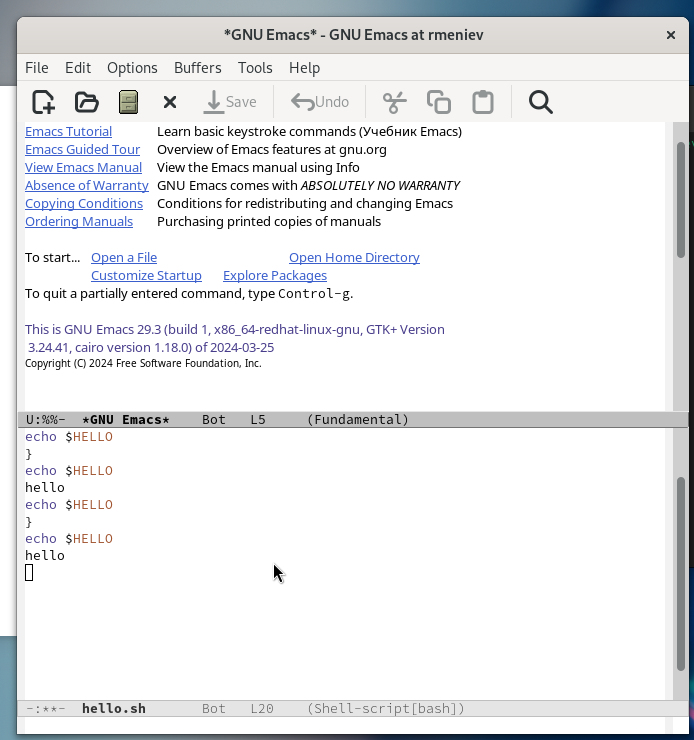 *GNU Emacs* - GNU Emacs at rmeniev
File Edit Options Buffers Tools Help
Save Undo
Emacs Tutorial Learn basic keystroke commands (Учебник Emacs)
Emacs Guided Tour Overview of Emacs features at gnu.org
View Emacs Manual View the Emacs manual using Info
Absence of Warranty GNU Emacs comes with ABSOLUTELY NO WARRANTY
Copying Conditions Conditions for redistributing and changing Emacs
Ordering Manuals Purchasing printed copies of manuals
To start... Open a File Open Home Directory
Customize Startup Explore Packages
To quit a partially entered command, type Control-g.
This is GNU Emacs 29.3 (build 1, x86_64-redhat-linux-gnu, GTK+ Version
3.24.41, cairo version 1.18.0) of 2024-03-25
Copyright (C) 2024 Free Software Foundation, Inc.
U:%%- *GNU Emacs* Bot L5 (Fundamental)
echo $HELLO
}
echo $HELLO
hello
echo $HELLO
}
echo $HELLO
hello
-:**- hello.sh Bot L20 (Shell-script[bash])